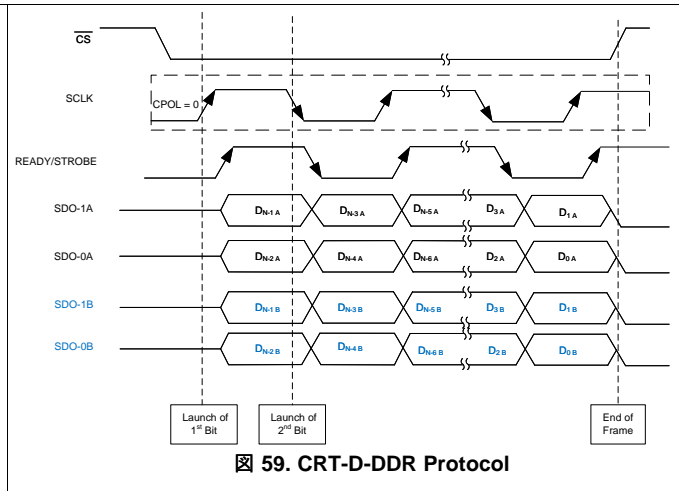 CS
SCLK
CPOL = 0
READY/STROBE
SDO-1A DN-1 A DN-3 A DN-5 A D3 A D1 A
SDO-0A DN-2 A DN-4 A DN-6 A D2 A D0 A
SDO-1B DN-1 B DN-3 B DN-5 B D3 B D1 B
SDO-0B DN-2 B DN-4 B DN-6 B D2 B D0 B
Launch of
1st Bit
Launch of
2nd Bit
End of
Frame
図 59. CRT-D-DDR Protocol